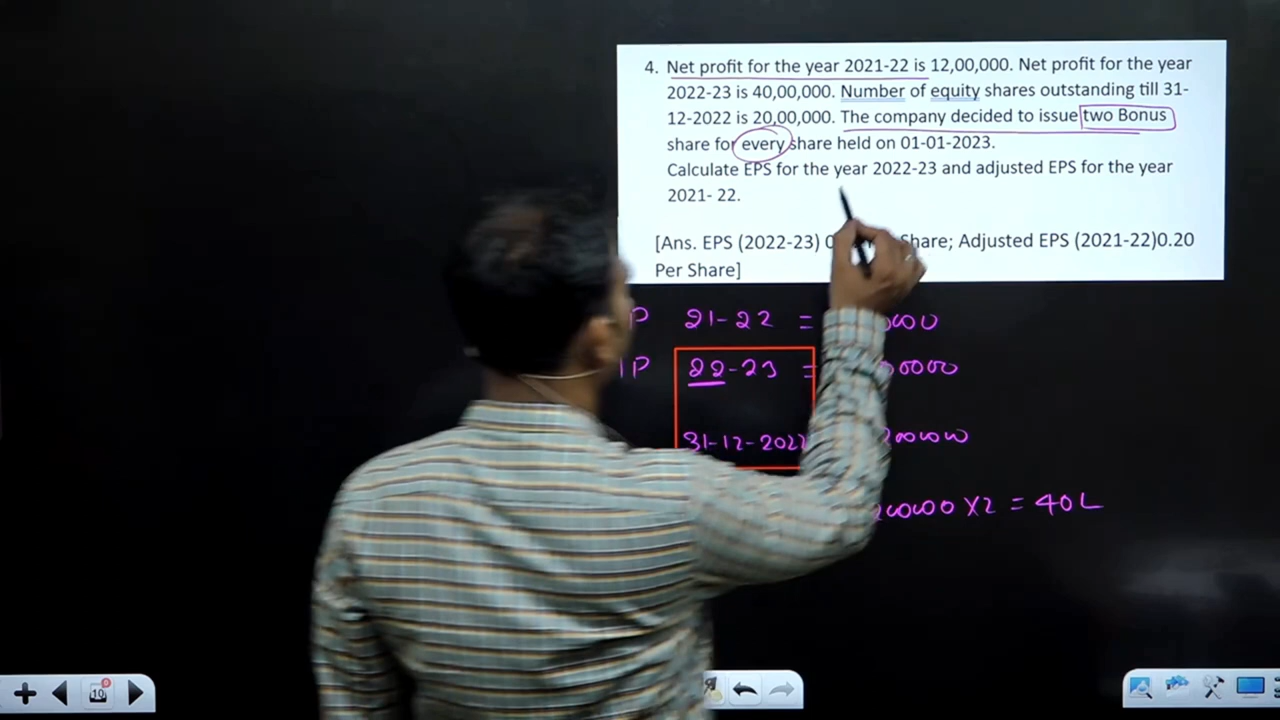 4. Net profit for the year 2021-22 is 12,00,000. Net profit for the year
2022-23 is 40,00,000. Number of equity shares outstanding till 31-
12-2022 is 20,00,000. The company decided to issue two Bonus
share for every share held on 01-01-2023.
Calculate EPS for the year 2022-23 and adjusted EPS for the year
2021- 22.
[Ans. EPS (2022-23) Share; Adjusted EPS (2021-22)0.20
Per Share]
P 21-22 =
P 22-23 =
31-12-2022
X2 = 40L
10